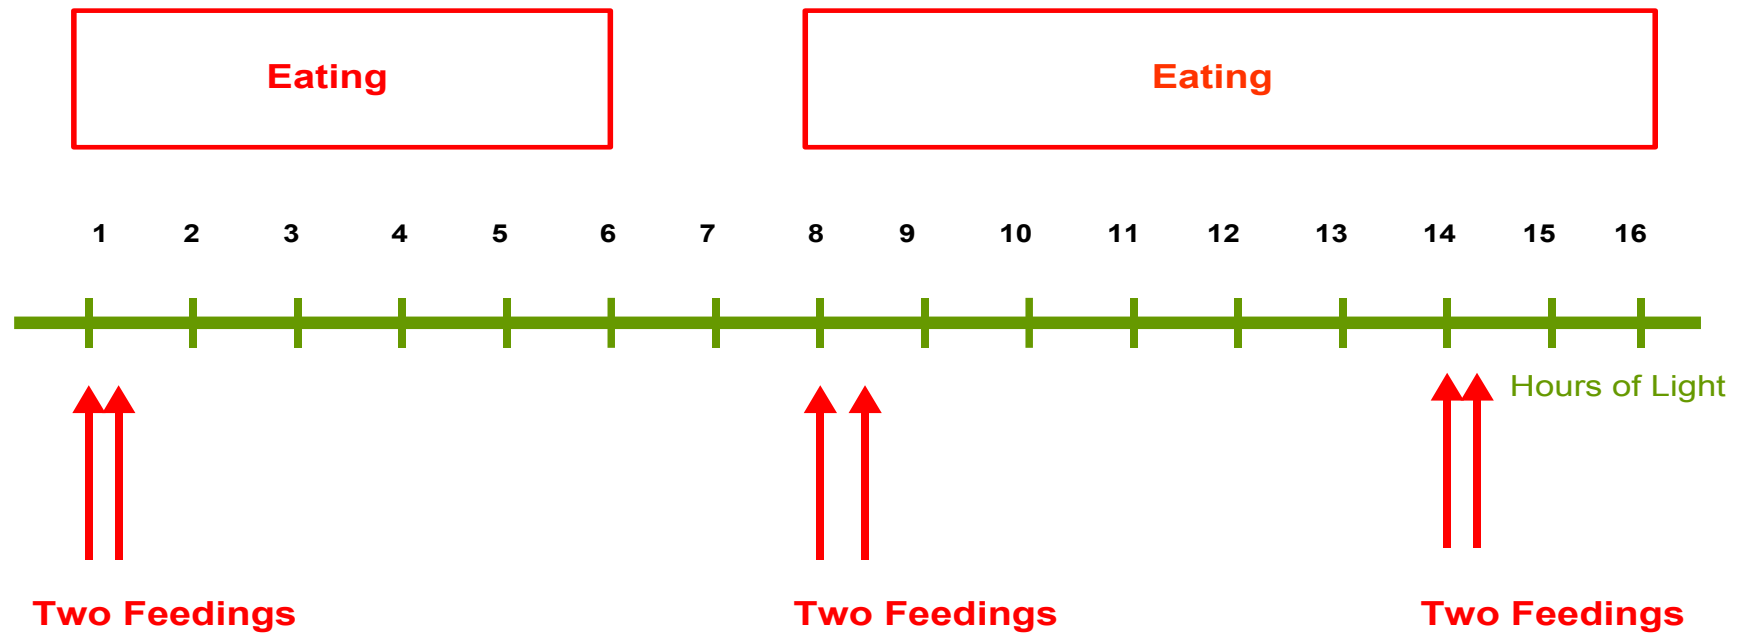 Eating Eating
1 2 3 4 5 6 7 8 9 10 11 12 13 14 15 16
Hours of Light
Two Feedings Two Feedings Two Feedings